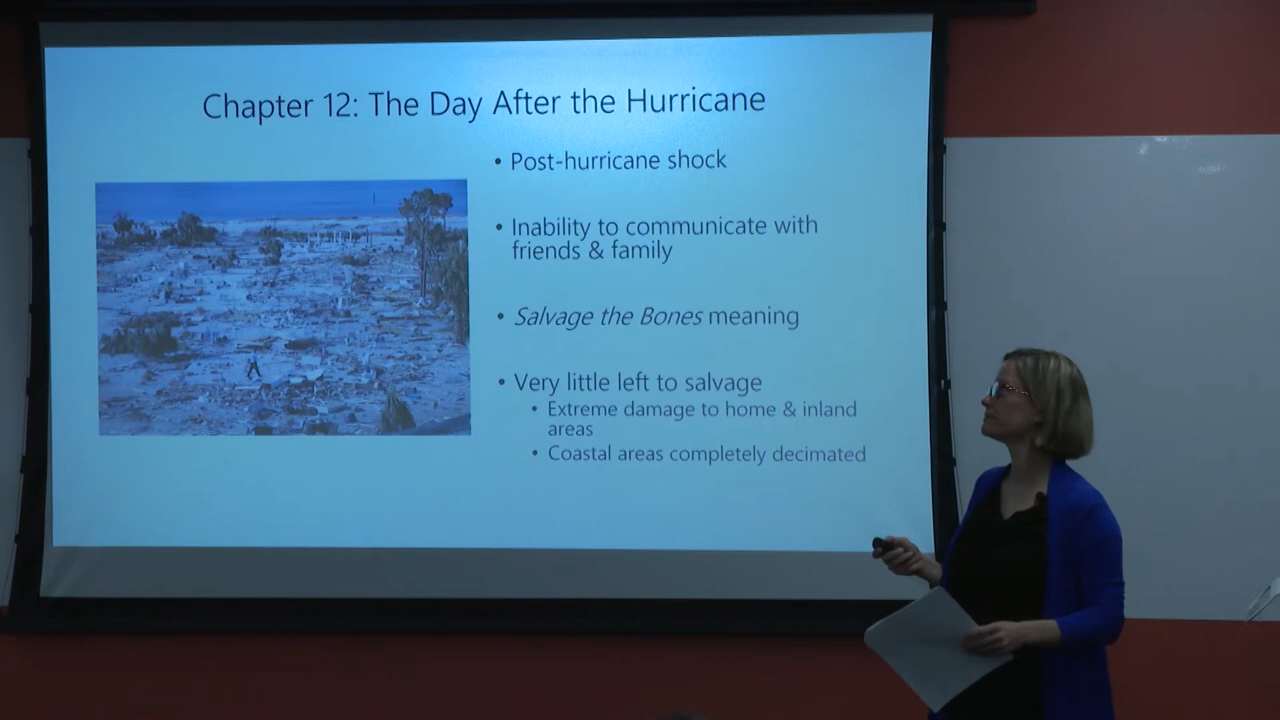 Chapter 12: The Day After the Hurricane
• Post-hurricane shock
• Inability to communicate with
friends & family
• Salvage the Bones meaning
• Very little left to salvage
• Extreme damage to home & inland
areas
• Coastal areas completely decimated